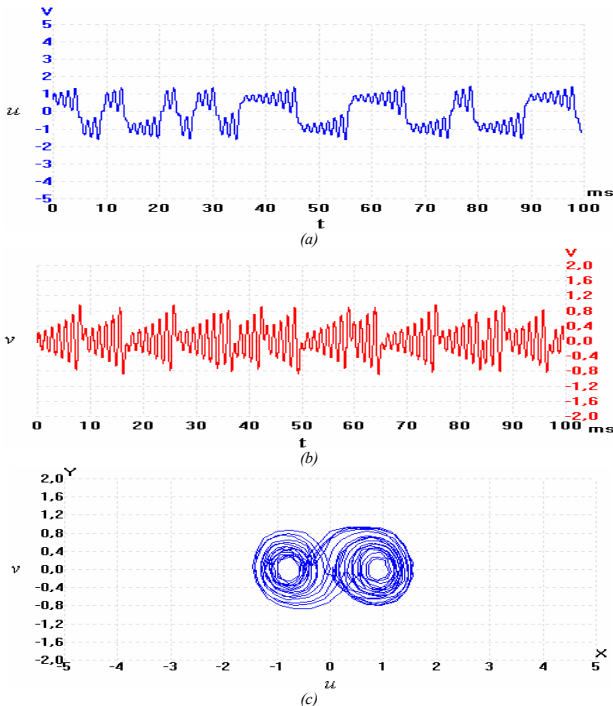 V
5
4
3
2
1
u 0
-1
-2
-3
-4
-5
0 10 20 30 40 50 60 70 80 90 100 ms
t
(a)
V
2,0
1,6
1,2
0,8
0,4
v 0,0
-0,4
-0,8
-1,2
-1,6
-2,0
0 10 20 30 40 50 60 70 80 90 100 ms
t
(b)
Y
2,0
1,6
1,2
0,8
0,4
v 0,0
-0,4
-0,8
-1,2
-1,6
-2,0 X
-5 -4 -3 -2 -1 0 1 2 3 4 5
u
(c)